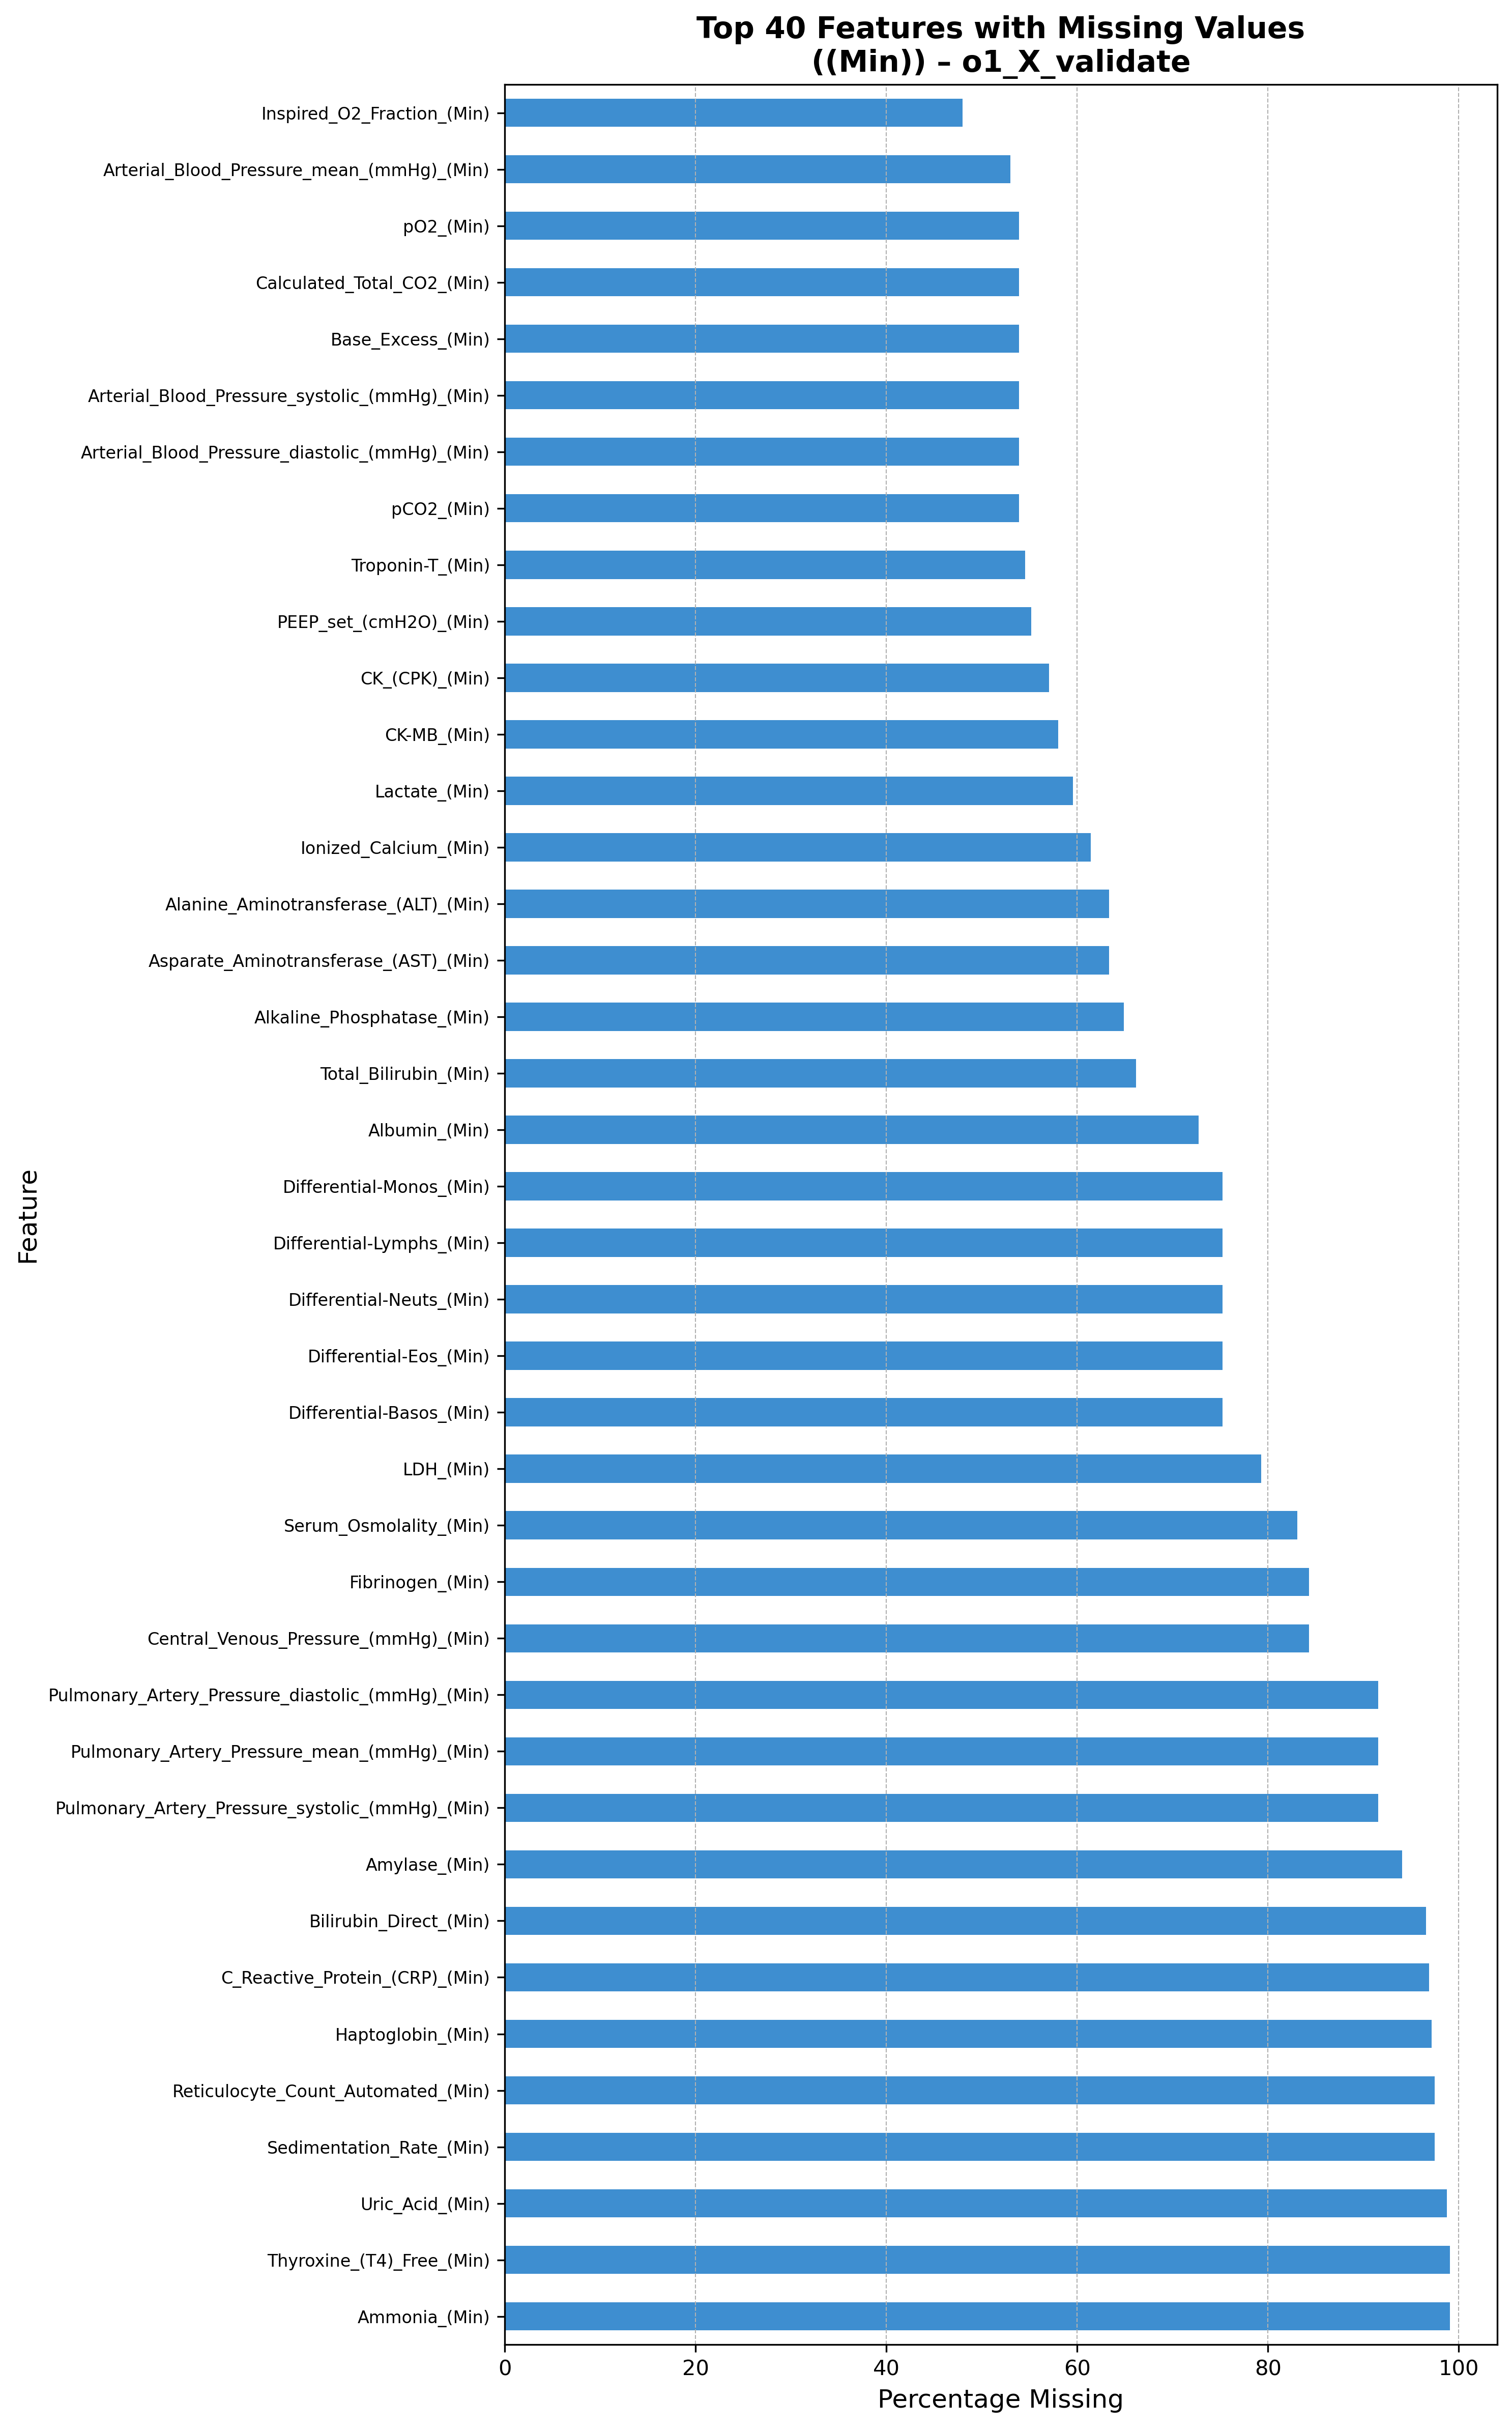 Top 40 Features with Missing Values
((Min)) – o1_X_validate
Inspired_O2_Fraction_(Min)
Arterial_Blood_Pressure_mean_(mmHg)_(Min)
pO2_(Min)
Calculated_Total_CO2_(Min)
Base_Excess_(Min)
Arterial_Blood_Pressure_systolic_(mmHg)_(Min)
Arterial_Blood_Pressure_diastolic_(mmHg)_(Min)
pCO2_(Min)
Troponin-T_(Min)
PEEP_set_(cmH2O)_(Min)
CK_(CPK)_(Min)
CK-MB_(Min)
Lactate_(Min)
Ionized_Calcium_(Min)
Alanine_Aminotransferase_(ALT)_(Min)
Asparate_Aminotransferase_(AST)_(Min)
Alkaline_Phosphatase_(Min)
Total_Bilirubin_(Min)
Albumin_(Min)
Differential-Monos_(Min)
Differential-Lymphs_(Min)
Differential-Neuts_(Min)
Differential-Eos_(Min)
Differential-Basos_(Min)
LDH_(Min)
Serum_Osmolality_(Min)
Fibrinogen_(Min)
Central_Venous_Pressure_(mmHg)_(Min)
Pulmonary_Artery_Pressure_diastolic_(mmHg)_(Min)
Pulmonary_Artery_Pressure_mean_(mmHg)_(Min)
Pulmonary_Artery_Pressure_systolic_(mmHg)_(Min)
Amylase_(Min)
Bilirubin_Direct_(Min)
C_Reactive_Protein_(CRP)_(Min)
Haptoglobin_(Min)
Reticulocyte_Count_Automated_(Min)
Sedimentation_Rate_(Min)
Uric_Acid_(Min)
Thyroxine_(T4)_Free_(Min)
Ammonia_(Min)
Feature
0 20 40 60 80 100
Percentage Missing